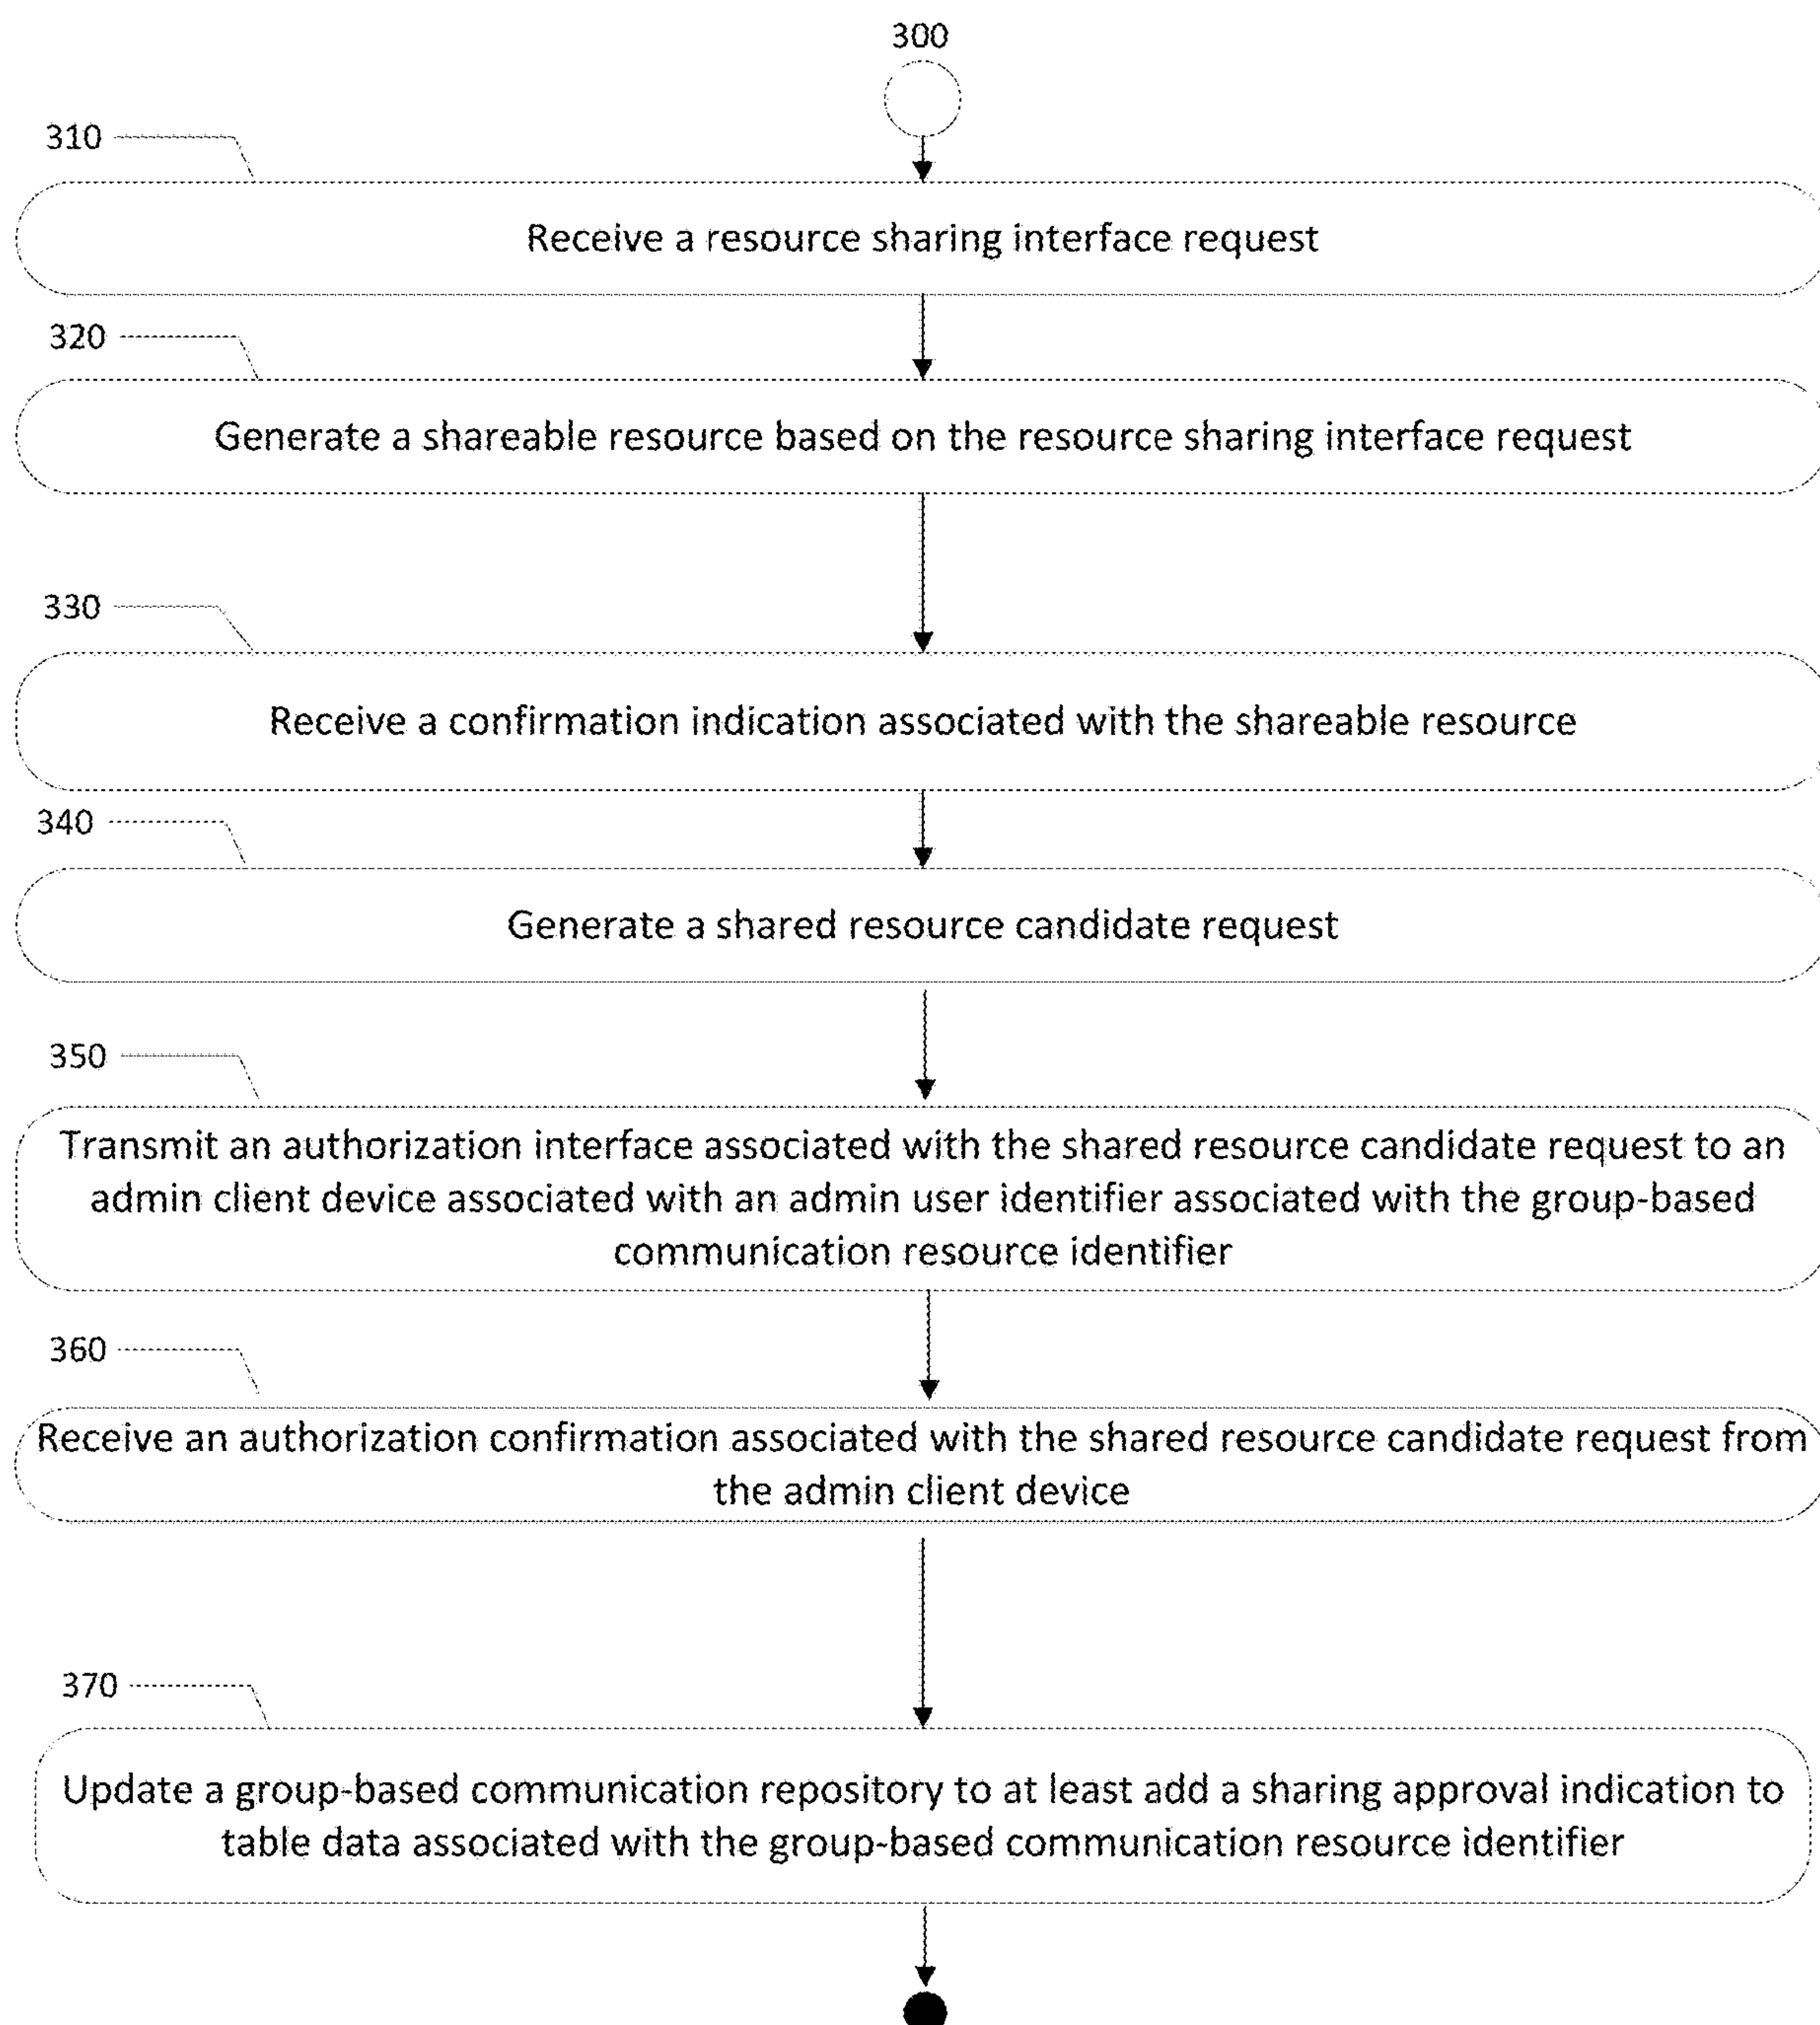 300
310
Receive a resource sharing interface request
320
Generate a shareable resource based on the resource sharing interface request
330
Receive a confirmation indication associated with the shareable resource
340
Generate a shared resource candidate request
350
Transmit an authorization interface associated with the shared resource candidate request to an
admin client device associated with an admin user identifier associated with the group-based
communication resource identifier
360
Receive an authorization confirmation associated with the shared resource candidate request from
the admin client device
370
Update a group-based communication repository to at least add a sharing approval indication to
table data associated with the group-based communication resource identifier